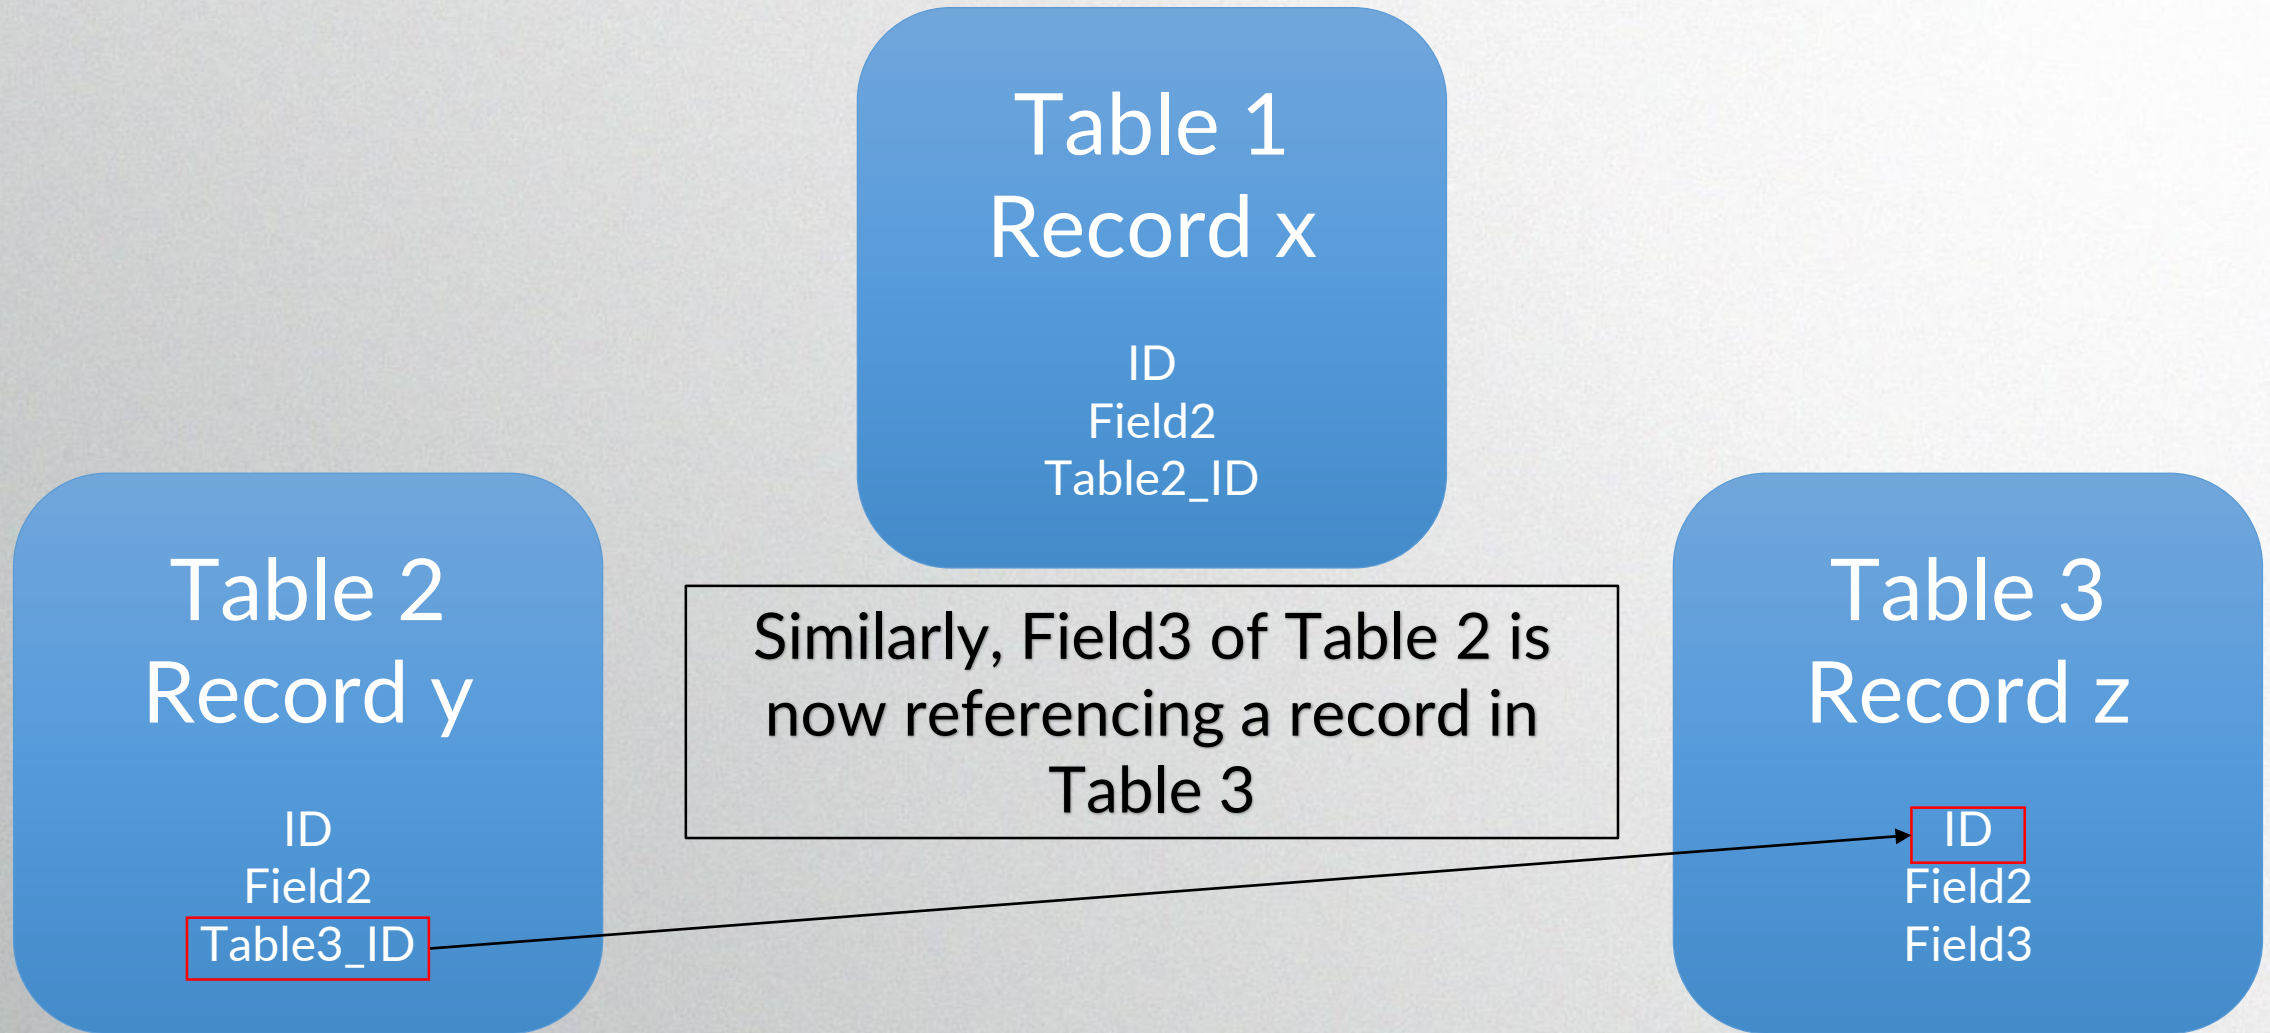 Table 1
Record x
ID
Field2
Table2_ID
Table 2
Record y
ID
Field2
Table3_ID
Similarly, Field3 of Table 2 is
now referencing a record in
Table 3
Table 3
Record z
ID
Field2
Field3